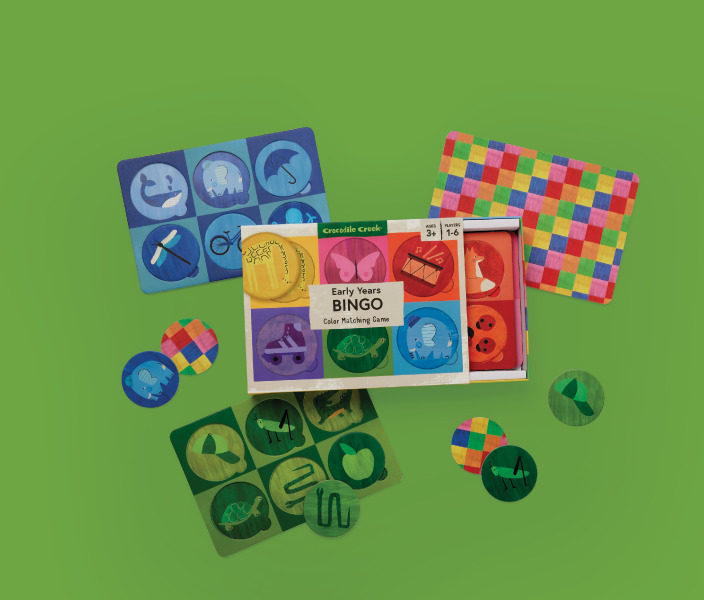 Crocodile Creek
AGES
3+
PLAYERS
1-6
Early Years
BINGO
Color Matching Game